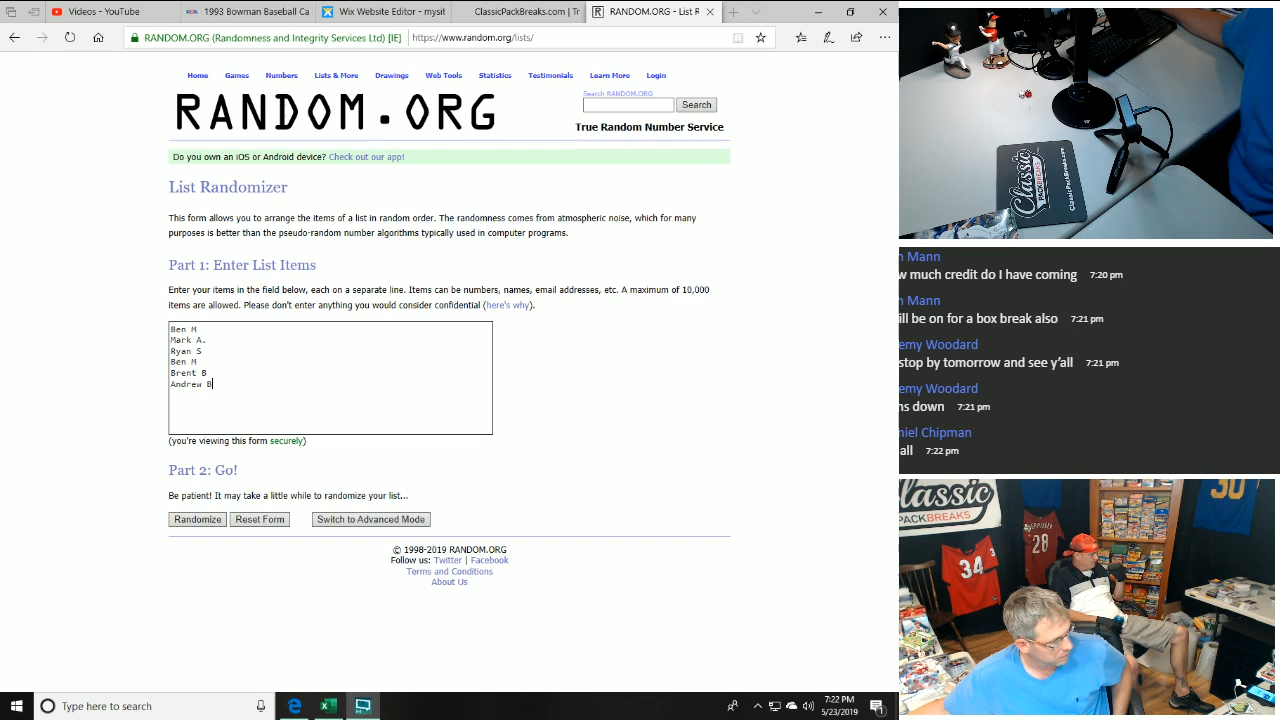 Videos - YouTube
1993 Bowman Baseball Ca
Wix Website Editor - mysit
ClassicPackBreaks.com | Tr
RANDOM.ORG - List R
RANDOM.ORG (Randomness and Integrity Services Ltd) [IE]
https://www.random.org/lists/
Home Games Numbers Lists & More Drawings Web Tools Statistics Testimonials Learn More Login
RANDOM.ORG
Search RANDOM.ORG
Search
True Random Number Service
Do you own an iOS or Android device? Check out our app!
List Randomizer
This form allows you to arrange the items of a list in random order. The randomness comes from atmospheric noise, which for many
purposes is better than the pseudo-random number algorithms typically used in computer programs.
Part 1: Enter List Items
Enter your items in the field below, each on a separate line. Items can be numbers, names, email addresses, etc. A maximum of 10,000
items are allowed. Please don't enter anything you would consider confidential (here's why).
Ben M
Mark A.
Ryan S
Ben M
Brent B
Andrew B
(you're viewing this form securely)
Part 2: Go!
Be patient! It may take a little while to randomize your list...
Randomize Reset Form Switch to Advanced Mode
© 1998-2019 RANDOM.ORG
Follow us: Twitter | Facebook
Terms and Conditions
About Us
Type here to search
7:22 PM
5/23/2019
1
Classic
PACKBREAKS
ClassicPackBreaks.com
n Mann
w much credit do I have coming 7:20 pm
n Mann
ill be on for a box break also 7:21 pm
emy Woodard
stop by tomorrow and see y'all 7:21 pm
emy Woodard
ns down 7:21 pm
niel Chipman
all 7:22 pm
lassic
PACKBREAKS
34
28
30